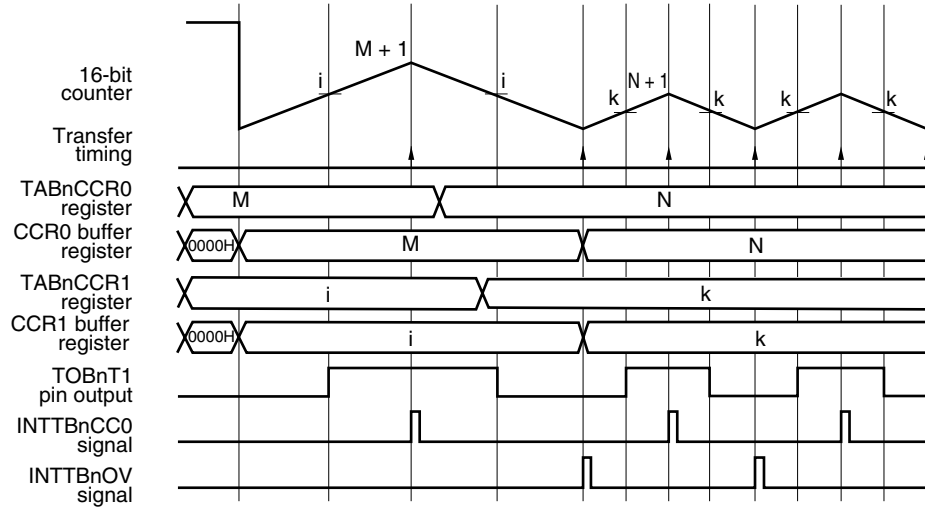 M + 1
i
i
16-bit
counter
N + 1
k
k
k
k
Transfer
timing
TABnCCR0
register
M
N
CCR0 buffer
register
0000H
M
N
TABnCCR1
register
i
k
CCR1 buffer
register
0000H
i
k
TOBnT1
pin output
INTTBnCC0
signal
INTTBnOV
signal